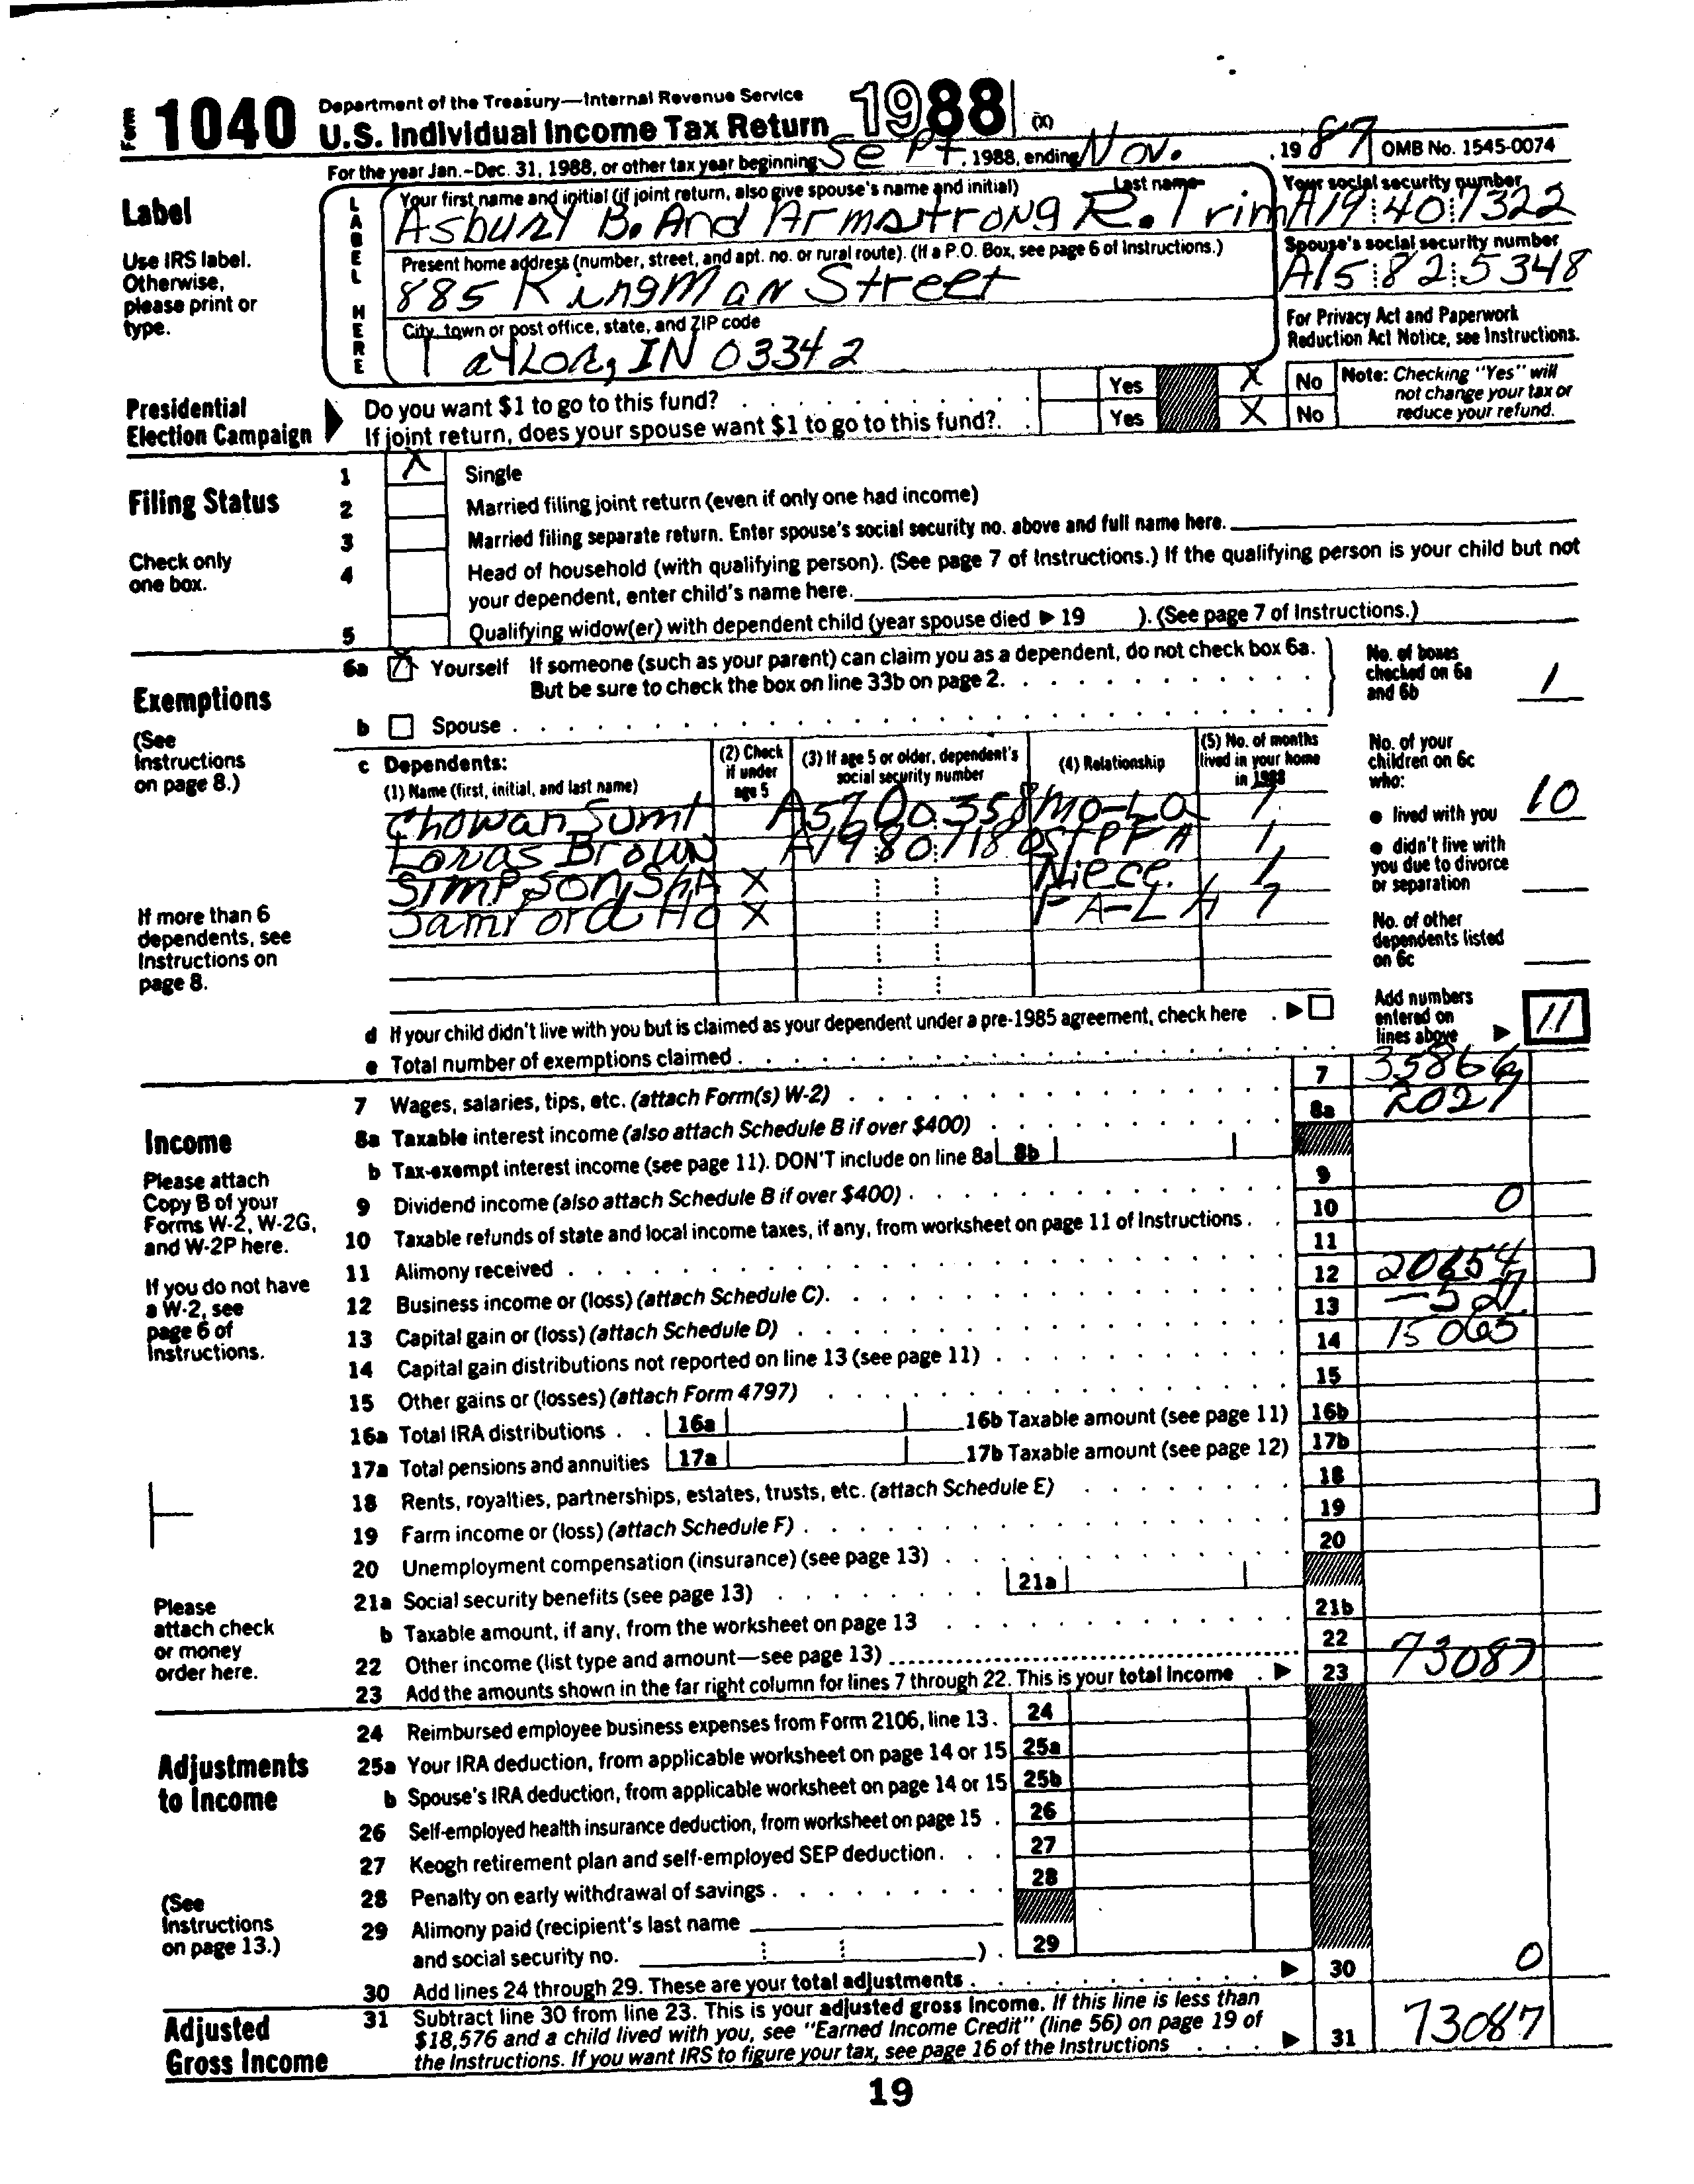 Form 1040 Department of the Treasury—Internal Revenue Service
U.S. Individual Income Tax Return 1988 (X)
For the year Jan.-Dec. 31, 1988, or other tax year beginning Sept , 1988, ending Nov. , 19 87 OMB No. 1545-0074
Label
Use IRS label. Otherwise, please print or type.
LABEL HERE
Your first name and initial (if joint return, also give spouse's name and initial) Last name
Asbury B. And Armstrong R. Trim
Your social security number
A19 40 7322
Present home address (number, street, and apt. no. or rural route). (If a P.O. Box, see page 6 of Instructions.)
885 Kingman Street
Spouse's social security number
A15 82 5348
City, town or post office, state, and ZIP code
Taylor, IN 03342
For Privacy Act and Paperwork Reduction Act Notice, see Instructions.
Presidential Election Campaign
Do you want $1 to go to this fund? Yes X No
If joint return, does your spouse want $1 to go to this fund?. Yes X No
Note: Checking "Yes" will not change your tax or reduce your refund.
Filing Status
Check only one box.
1 X Single
2 Married filing joint return (even if only one had income)
3 Married filing separate return. Enter spouse's social security no. above and full name here.
4 Head of household (with qualifying person). (See page 7 of Instructions.) If the qualifying person is your child but not
your dependent, enter child's name here.
5 Qualifying widow(er) with dependent child (year spouse died ▶ 19 ). (See page 7 of Instructions.)
Exemptions
(See Instructions on page 8.)
6a X Yourself If someone (such as your parent) can claim you as a dependent, do not check box 6a.
But be sure to check the box on line 33b on page 2.
b Spouse
No. of boxes checked on 6a and 6b 1
c Dependents:
(1) Name (first, initial, and last name)
(2) Check if under age 5
(3) If age 5 or older, dependent's social security number
(4) Relationship
(5) No. of months lived in your home in 1988
Chowan Sumt A57 00 358 Mo-La
Loras Brown A19 80 7180 StPFA 1
Simpson, ShA X Niece 1
Samford Ho X FA-LA
If more than 6 dependents, see Instructions on page 8.
No. of your children on 6c who:
• lived with you 10
• didn't live with you due to divorce or separation
No. of other dependents listed on 6c
d If your child didn't live with you but is claimed as your dependent under a pre-1985 agreement, check here ▶
e Total number of exemptions claimed
Add numbers entered on lines above ▶ 11
Income
Please attach Copy B of your Forms W-2, W-2G, and W-2P here.
If you do not have a W-2, see page 6 of Instructions.
Please attach check or money order here.
7 Wages, salaries, tips, etc. (attach Form(s) W-2) 7 35866
8a Taxable interest income (also attach Schedule B if over $400) 8a 2027
b Tax-exempt interest income (see page 11). DON'T include on line 8a 8b
9 Dividend income (also attach Schedule B if over $400) 9
10 Taxable refunds of state and local income taxes, if any, from worksheet on page 11 of Instructions. 10 0
11 Alimony received 11
12 Business income or (loss) (attach Schedule C). 12 20654
13 Capital gain or (loss) (attach Schedule D) 13 -527
14 Capital gain distributions not reported on line 13 (see page 11) 14 15065
15 Other gains or (losses) (attach Form 4797) 15
16a Total IRA distributions 16a 16b Taxable amount (see page 11) 16b
17a Total pensions and annuities 17a 17b Taxable amount (see page 12) 17b
18 Rents, royalties, partnerships, estates, trusts, etc. (attach Schedule E) 18
19 Farm income or (loss) (attach Schedule F) 19
20 Unemployment compensation (insurance) (see page 13) 20
21a Social security benefits (see page 13) 21a
b Taxable amount, if any, from the worksheet on page 13 21b
22 Other income (list type and amount—see page 13) 22
23 Add the amounts shown in the far right column for lines 7 through 22. This is your total income ▶ 23 73087
Adjustments to Income
(See Instructions on page 13.)
24 Reimbursed employee business expenses from Form 2106, line 13. 24
25a Your IRA deduction, from applicable worksheet on page 14 or 15 25a
b Spouse's IRA deduction, from applicable worksheet on page 14 or 15 25b
26 Self-employed health insurance deduction, from worksheet on page 15 26
27 Keogh retirement plan and self-employed SEP deduction. 27
28 Penalty on early withdrawal of savings 28
29 Alimony paid (recipient's last name
and social security no. ) 29
30 Add lines 24 through 29. These are your total adjustments ▶ 30 0
Adjusted Gross Income
31 Subtract line 30 from line 23. This is your adjusted gross income. If this line is less than
$18,576 and a child lived with you, see "Earned Income Credit" (line 56) on page 19 of
the Instructions. If you want IRS to figure your tax, see page 16 of the Instructions ▶ 31 73087
19